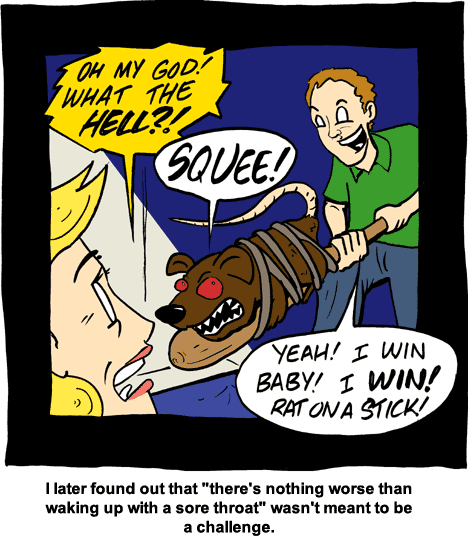 OH MY GOD!
WHAT THE
HELL?!
SQUEE!
YEAH! I WIN
BABY! I WIN!
RAT ON A STICK!
I later found out that "there's nothing worse than
waking up with a sore throat" wasn't meant to be
a challenge.